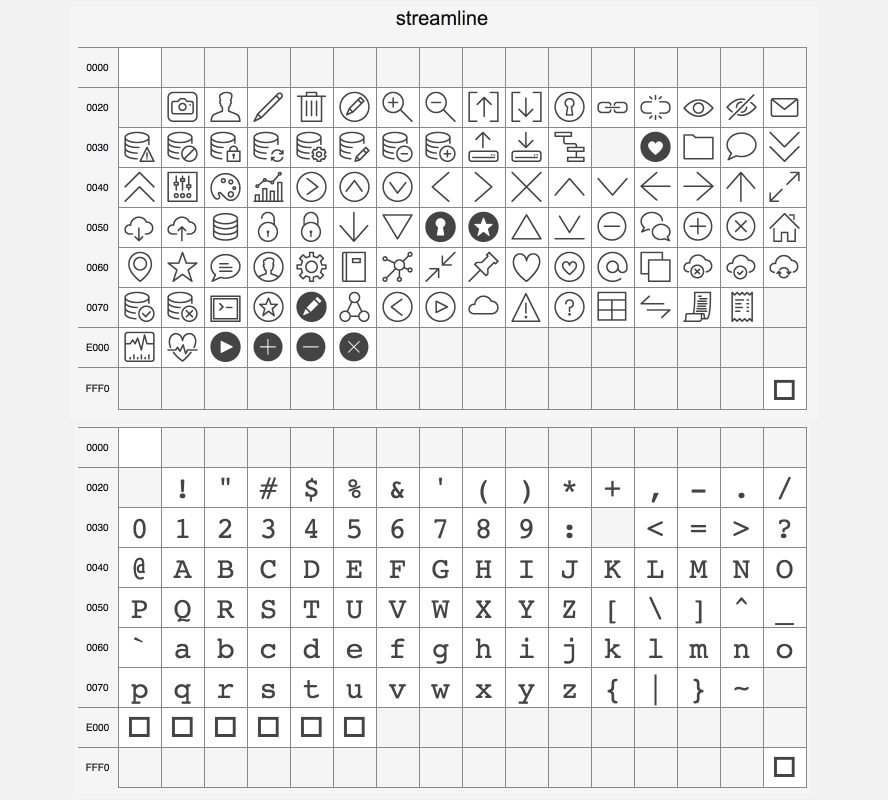 streamline
0000
0020
0030
0040
0050
0060
0070
E000
FFF0
0000
0020 ! " # $ % & ' ( ) * + , - . /
0030 0 1 2 3 4 5 6 7 8 9 : < = > ?
0040 @ A B C D E F G H I J K L M N O
0050 P Q R S T U V W X Y Z [ \ ] ^ _
0060 ` a b c d e f g h i j k l m n o
0070 p q r s t u v w x y z { | } ~
E000
FFF0